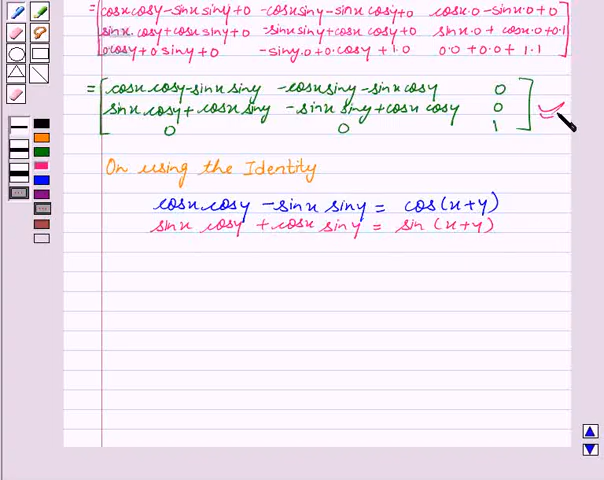 = [cosx cosy - sinx siny + 0 -cosx siny - sinx cosy + 0 cosx.0 - sinx.0 + 0
sinx.cosy + cosx siny + 0 -sinx siny + cosx cosy + 0 sinx.0 + cosx.0 + 0.1
0.cosy + 0 siny + 0 -siny.0 + 0.cosy + 1.0 0.0 + 0.0 + 1.1]
= [cosx cosy - sinx siny -cosx siny - sinx cosy 0
sinx cosy + cosx siny - sinx siny + cosx cosy 0
0 0 1]
On using the Identity
cosx cosy - sinx siny = cos(x+y)
sinx cosy + cosx siny = sin (x+y)